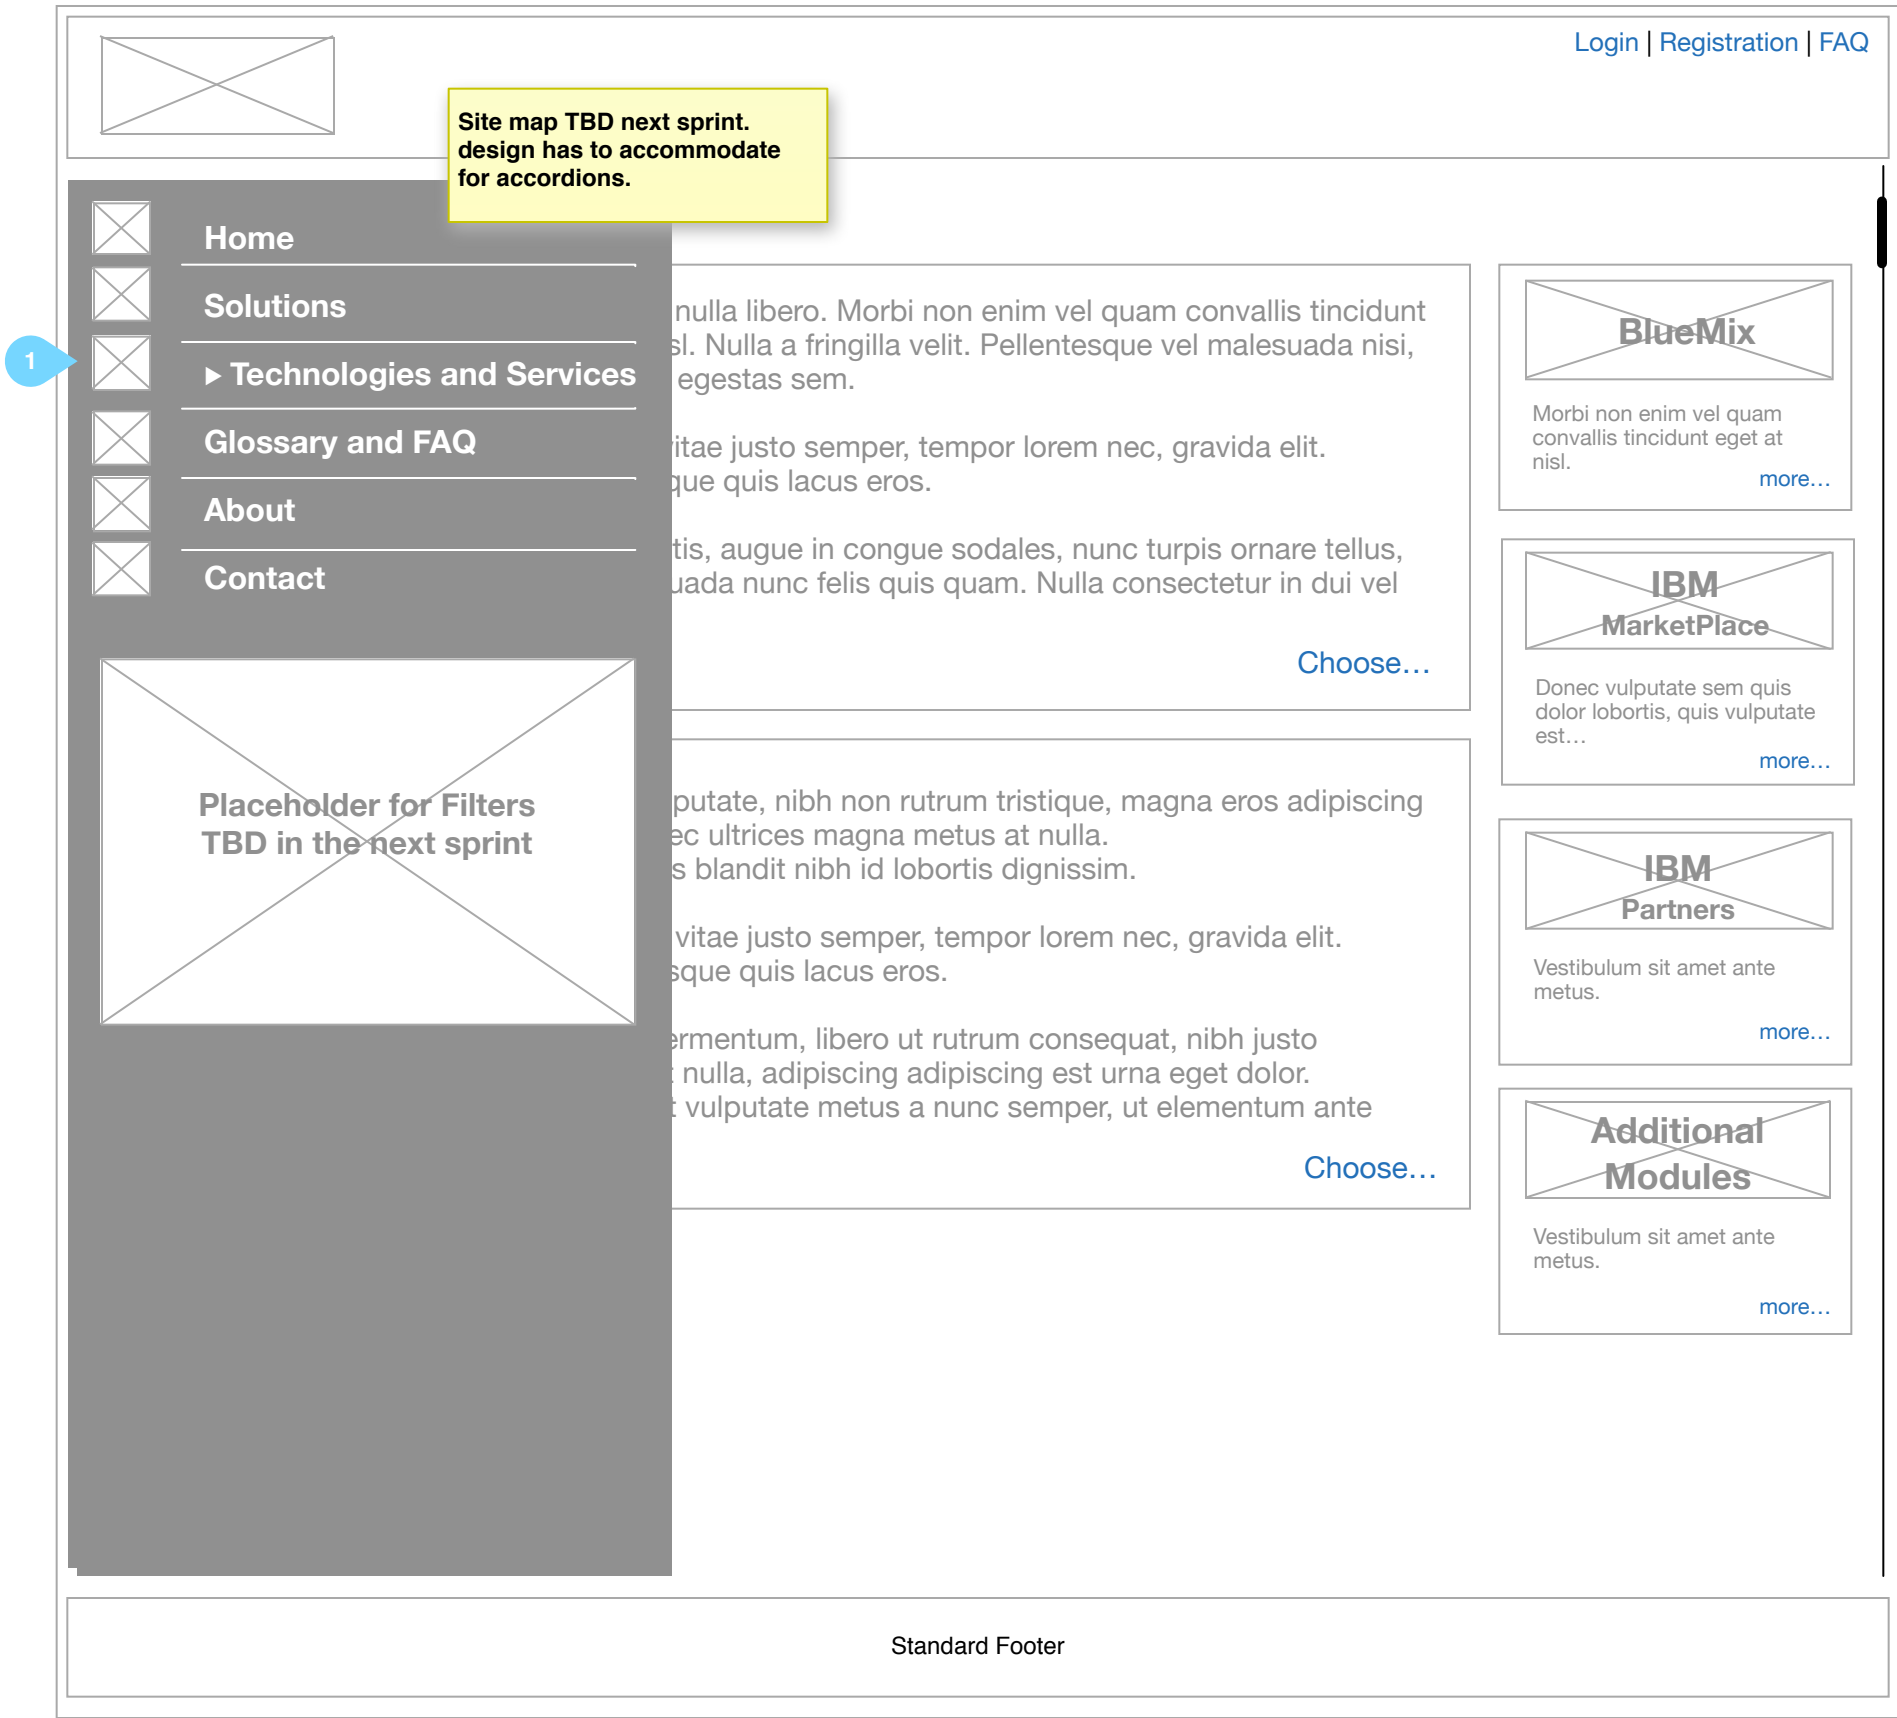 Login | Registration | FAQ
Site map TBD next sprint.
design has to accommodate
for accordions.
Home
Solutions
1
▸ Technologies and Services
Glossary and FAQ
About
Contact
Placeholder for Filters
TBD in the next sprint
nulla libero. Morbi non enim vel quam convallis tincidunt
sl. Nulla a fringilla velit. Pellentesque vel malesuada nisi,
egestas sem.
vitae justo semper, tempor lorem nec, gravida elit.
que quis lacus eros.
tis, augue in congue sodales, nunc turpis ornare tellus,
uada nunc felis quis quam. Nulla consectetur in dui vel
Choose…
putate, nibh non rutrum tristique, magna eros adipiscing
ec ultrices magna metus at nulla.
s blandit nibh id lobortis dignissim.
vitae justo semper, tempor lorem nec, gravida elit.
sque quis lacus eros.
ermentum, libero ut rutrum consequat, nibh justo
nulla, adipiscing adipiscing est urna eget dolor.
t vulputate metus a nunc semper, ut elementum ante
Choose…
BlueMix
Morbi non enim vel quam
convallis tincidunt eget at
nisl.
more…
IBM
MarketPlace
Donec vulputate sem quis
dolor lobortis, quis vulputate
est…
more…
IBM
Partners
Vestibulum sit amet ante
metus.
more…
Additional
Modules
Vestibulum sit amet ante
metus.
more…
Standard Footer